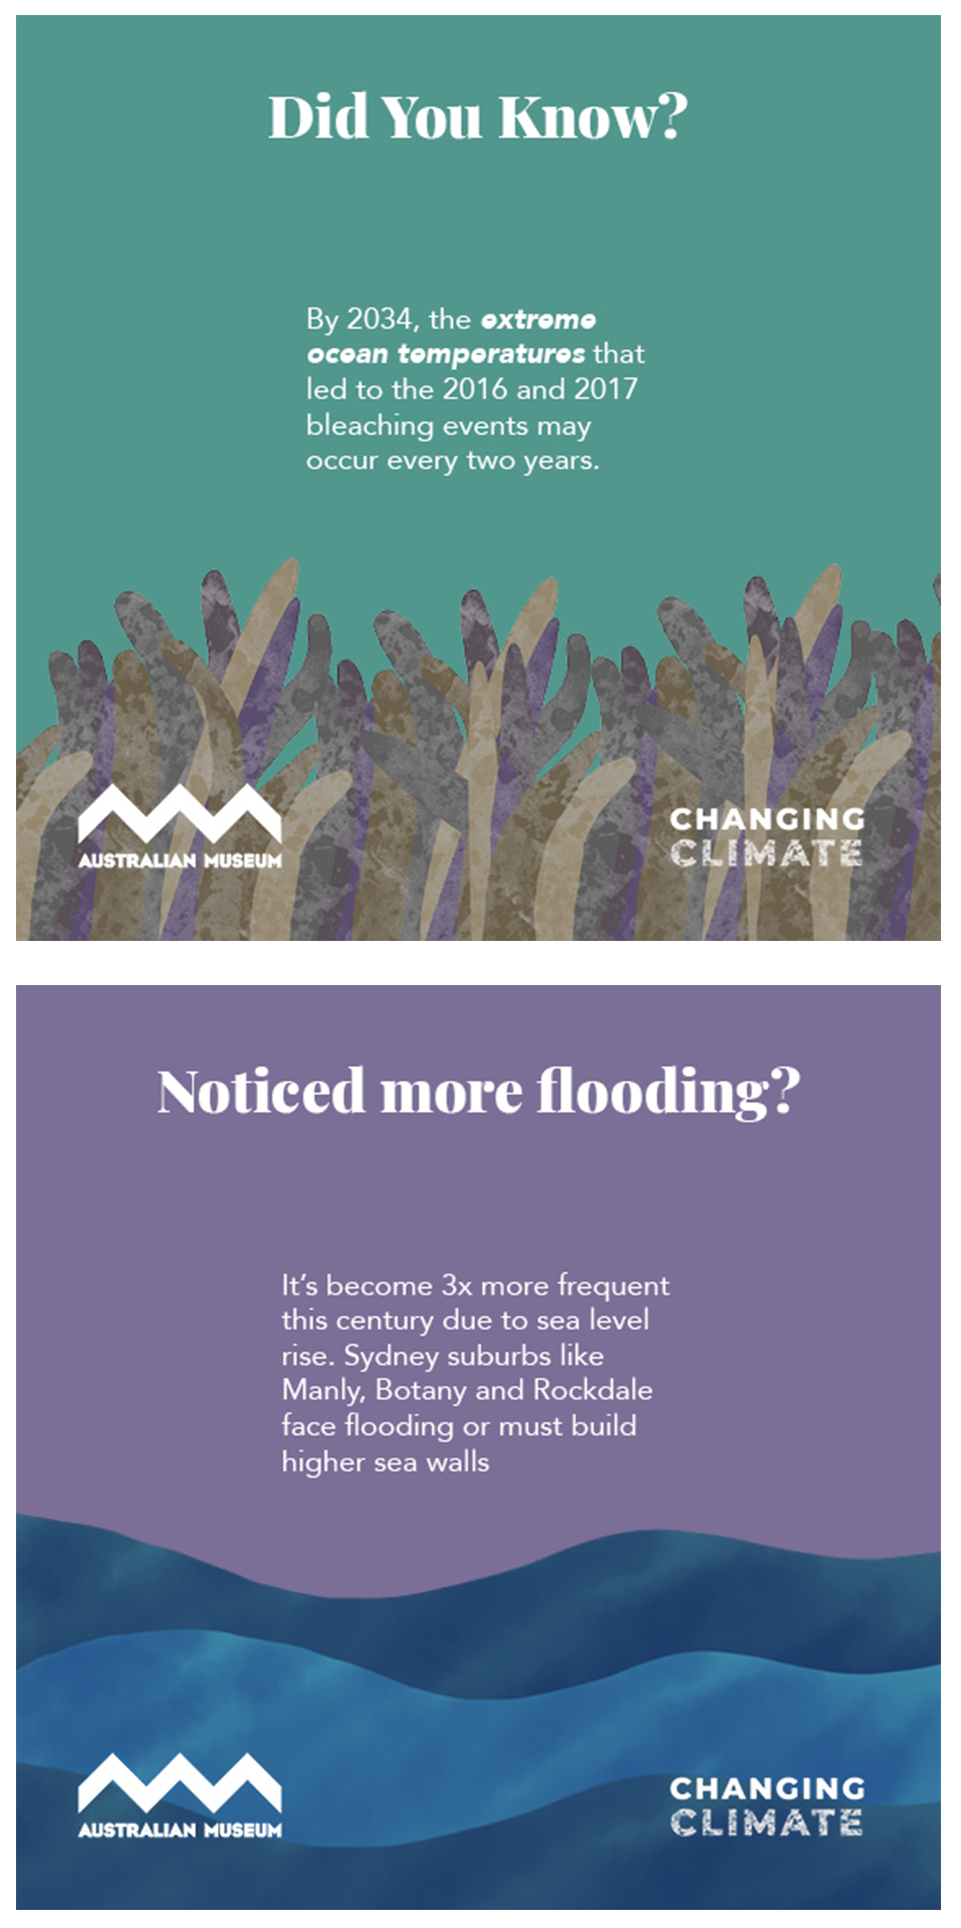 Did You Know?
By 2034, the extreme
ocean temperatures that
led to the 2016 and 2017
bleaching events may
occur every two years.
AUSTRALIAN MUSEUM
CHANGING
CLIMATE
Noticed more flooding?
It’s become 3x more frequent
this century due to sea level
rise. Sydney suburbs like
Manly, Botany and Rockdale
face flooding or must build
higher sea walls
AUSTRALIAN MUSEUM
CHANGING
CLIMATE